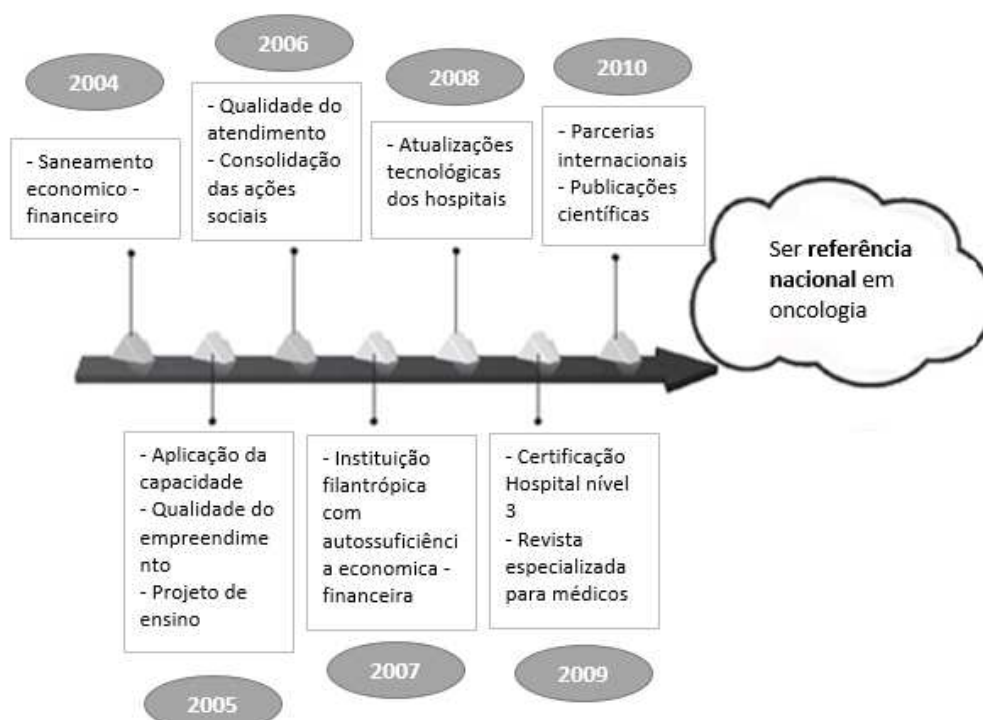 2004
- Saneamento
economico -
financeiro
2006
- Qualidade do
atendimento
- Consolidação
das ações
sociais
2008
- Atualizações
tecnológicas
dos hospitais
2010
- Parcerias
internacionais
- Publicações
científicas
Ser referência
nacional em
oncologia
- Aplicação da
capacidade
- Qualidade do
empreendime
nto
- Projeto de
ensino
2005
- Instituição
filantrópica
com
autossuficiênci
a economica -
financeira
2007
- Certificação
Hospital nível
3
- Revista
especializada
para médicos
2009